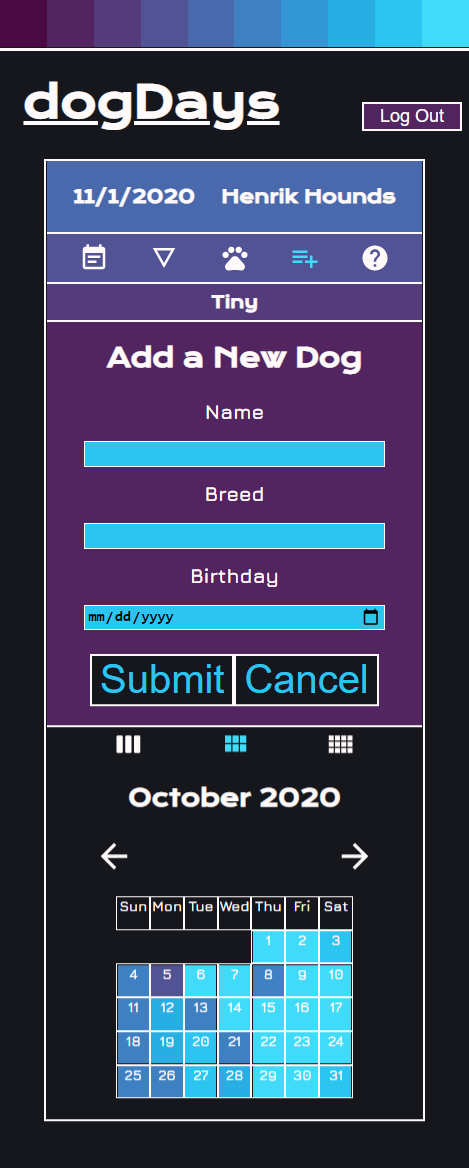 dogDays
Log Out
11/1/2020 Henrik Hounds
Tiny
Add a New Dog
Name
Breed
Birthday
mm/dd/yyyy
Submit Cancel
October 2020
Sun Mon Tue Wed Thu Fri Sat
1 2 3
4 5 6 7 8 9 10
11 12 13 14 15 16 17
18 19 20 21 22 23 24
25 26 27 28 29 30 31